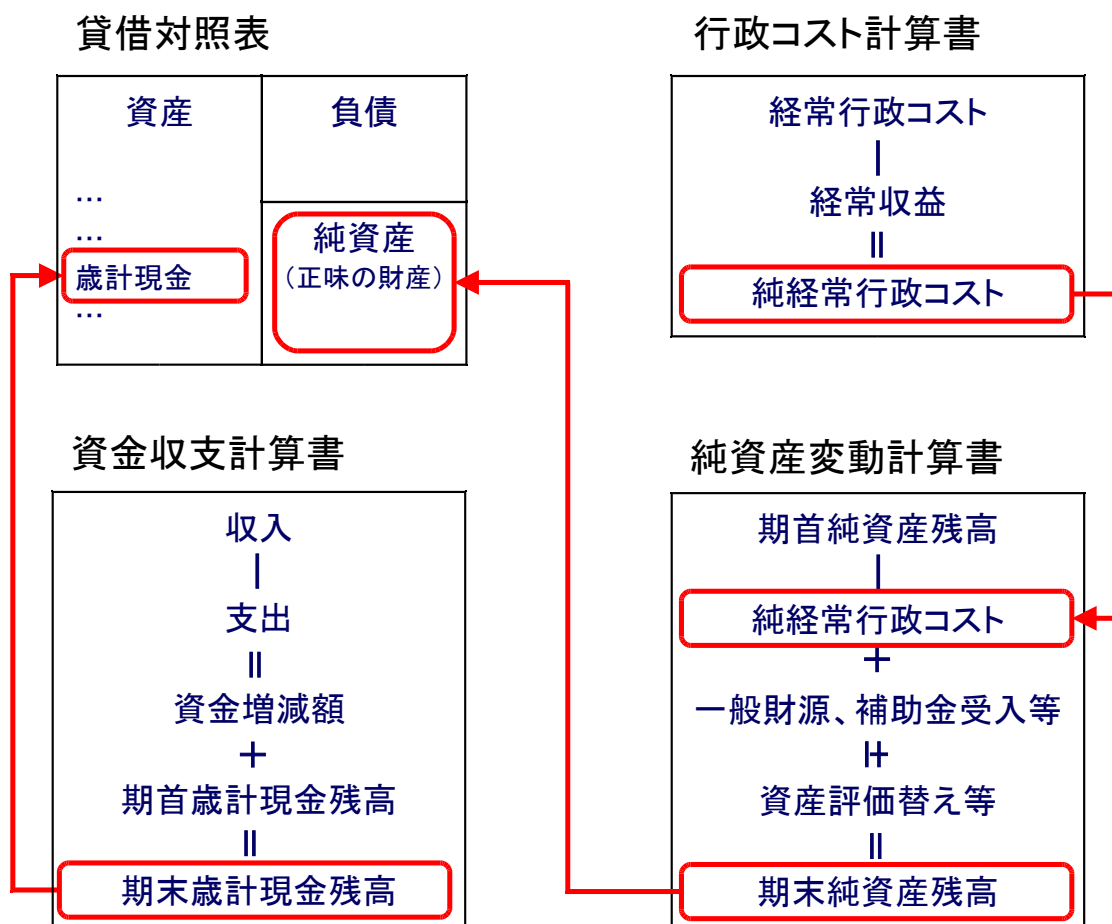 貸借対照表
資産
負債
…
…
歳計現金
…
純資産
(正味の財産)
行政コスト計算書
経常行政コスト
|
経常収益
||
純経常行政コスト
資金収支計算書
収入
|
支出
||
資金増減額
+
期首歳計現金残高
||
期末歳計現金残高
純資産変動計算書
期首純資産残高
|
純経常行政コスト
+
一般財源、補助金受入等
|+
資産評価替え等
||
期末純資産残高